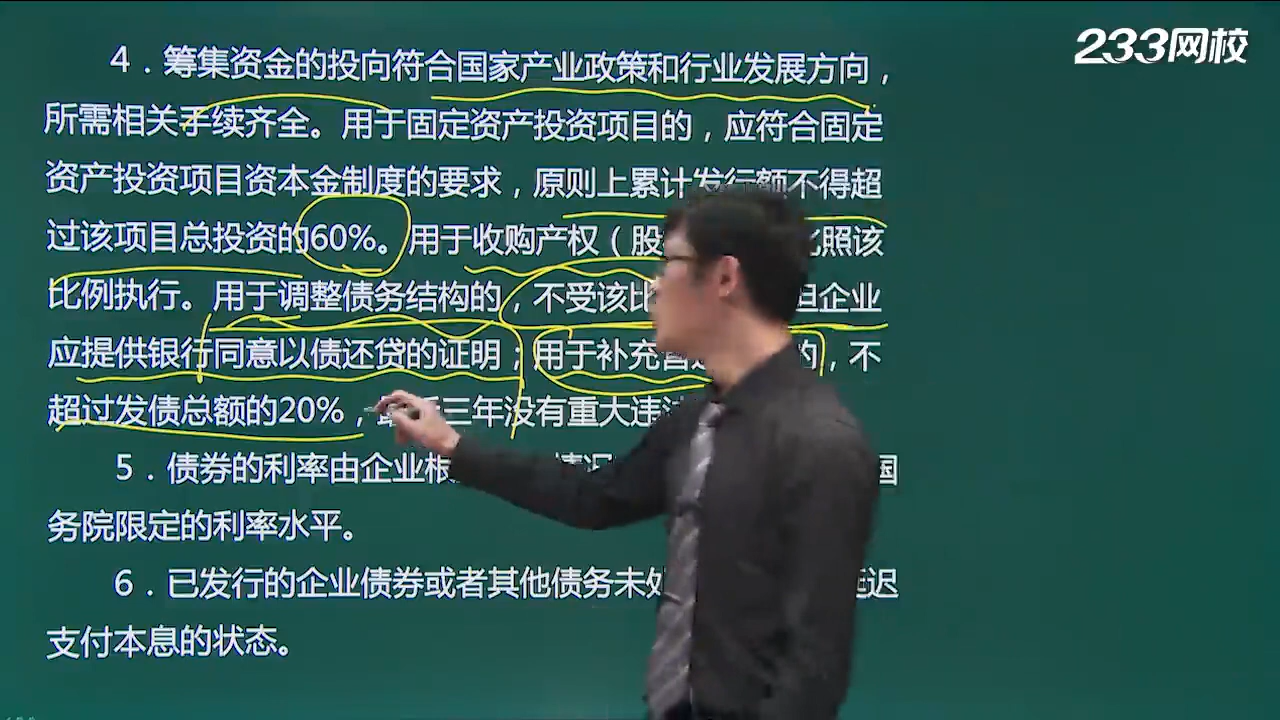 233网校
4．筹集资金的投向符合国家产业政策和行业发展方向，
所需相关手续齐全。用于固定资产投资项目的，应符合固定
资产投资项目资本金制度的要求，原则上累计发行额不得超
过该项目总投资的60%。用于收购产权（股 比照该
比例执行。用于调整债务结构的，不受该比 但企业
应提供银行同意以债还贷的证明；用于补充营 的，不
超过发债总额的20%，最近三年没有重大违法
5．债券的利率由企业根 情况 国
务院限定的利率水平。
6．已发行的企业债券或者其他债务未处 延迟
支付本息的状态。